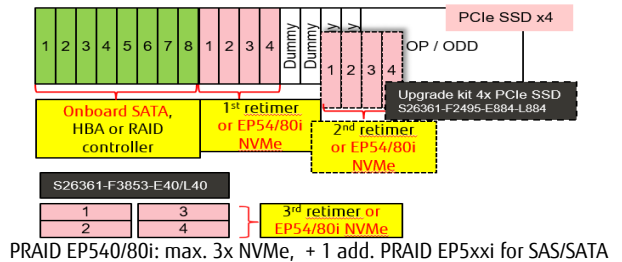 PCIe SSD x4
1 2 3 4 5 6 7 8 1 2 3 4 Dummy Dummy y y OP / ODD
1 2 3 4
Upgrade kit 4x PCIe SSD
S26361-F2495-E884-L884
Onboard SATA,
HBA or RAID
controller
1st retimer
or EP54/80i
NVMe
2nd retimer
or EP54/80i
NVMe
S26361-F3853-E40/L40
1 3
2 4
3rd retimer or
EP54/80i NVMe
PRAID EP540/80i: max. 3x NVMe, + 1 add. PRAID EP5xxi for SAS/SATA